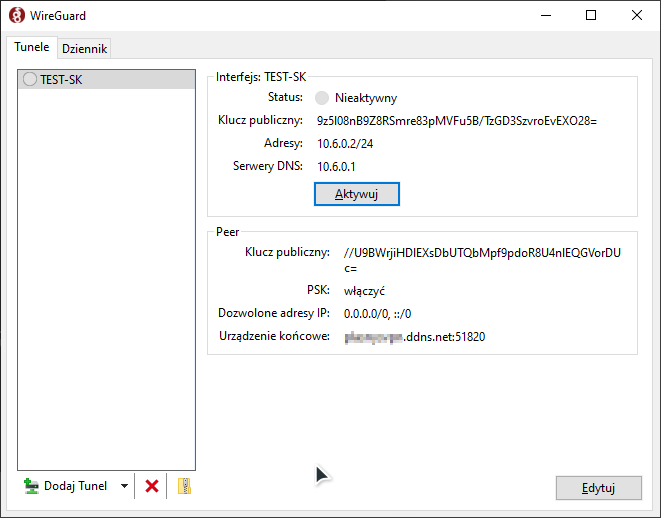 WireGuard
Tunele
Dziennik
TEST-SK
Interfejs: TEST-SK
Status: Nieaktywny
Klucz publiczny: 9z5I08nB9Z8RSmre83pMVFu5B/TzGD3SzvroEvEXO28=
Adresy: 10.6.0.2/24
Serwery DNS: 10.6.0.1
Aktywuj
Peer
Klucz publiczny: //U9BWrjiHDIEXsDbUTQbMpf9pdoR8U4nIEQGVorDU
c=
PSK: włączyć
Dozwolone adresy IP: 0.0.0.0/0, ::/0
Urządzenie końcowe: .ddns.net:51820
Dodaj Tunel
Edytuj